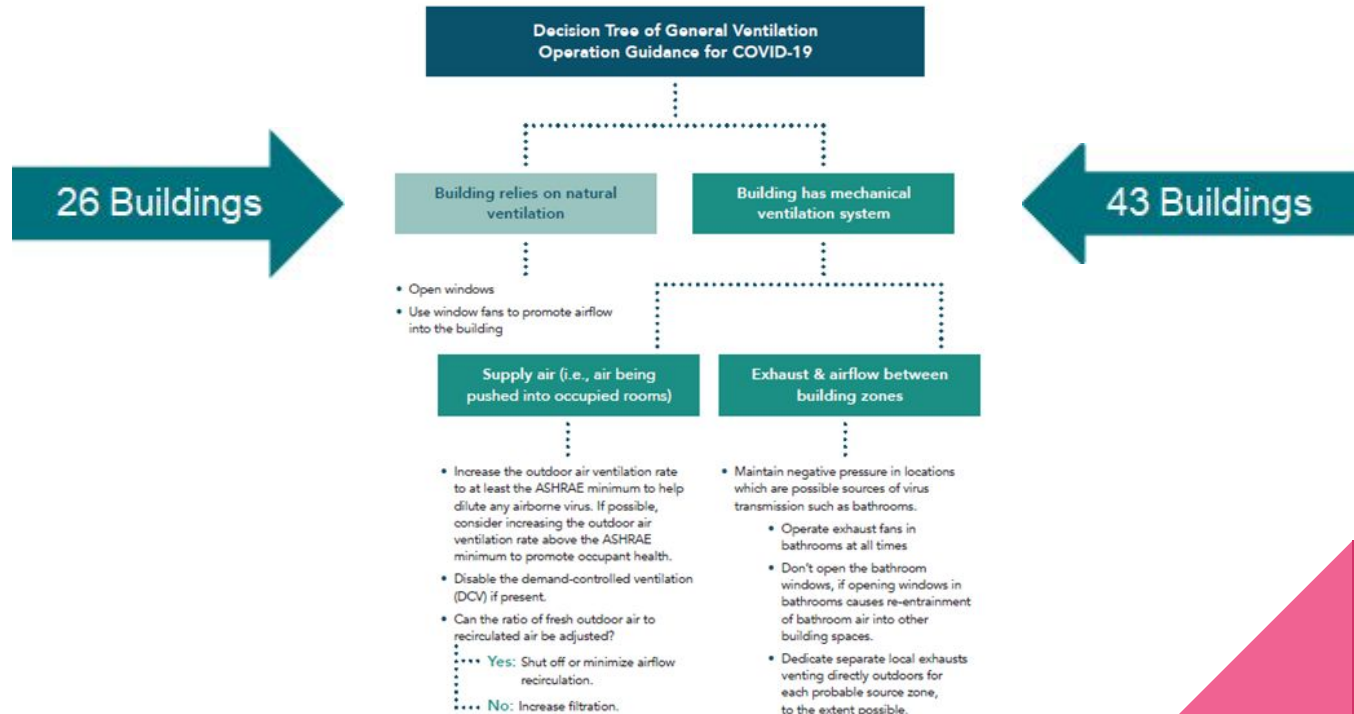 Decision Tree of General Ventilation
Operation Guidance for COVID-19
26 Buildings
Building relies on natural
ventilation
Building has mechanical
ventilation system
43 Buildings
• Open windows
• Use window fans to promote airflow
into the building
Supply air (i.e., air being
pushed into occupied rooms)
Exhaust & airflow between
building zones
• Increase the outdoor air ventilation rate
to at least the ASHRAE minimum to help
dilute any airborne virus. If possible,
consider increasing the outdoor air
ventilation rate above the ASHRAE
minimum to promote occupant health.
• Disable the demand-controlled ventilation
(DCV) if present.
• Can the ratio of fresh outdoor air to
recirculated air be adjusted?
Yes: Shut off or minimize airflow
recirculation.
No: Increase filtration.
• Maintain negative pressure in locations
which are possible sources of virus
transmission such as bathrooms.
• Operate exhaust fans in
bathrooms at all times
• Don't open the bathroom
windows, if opening windows in
bathrooms causes re-entrainment
of bathroom air into other
building spaces.
• Dedicate separate local exhausts
venting directly outdoors for
each probable source zone,
to the extent possible.